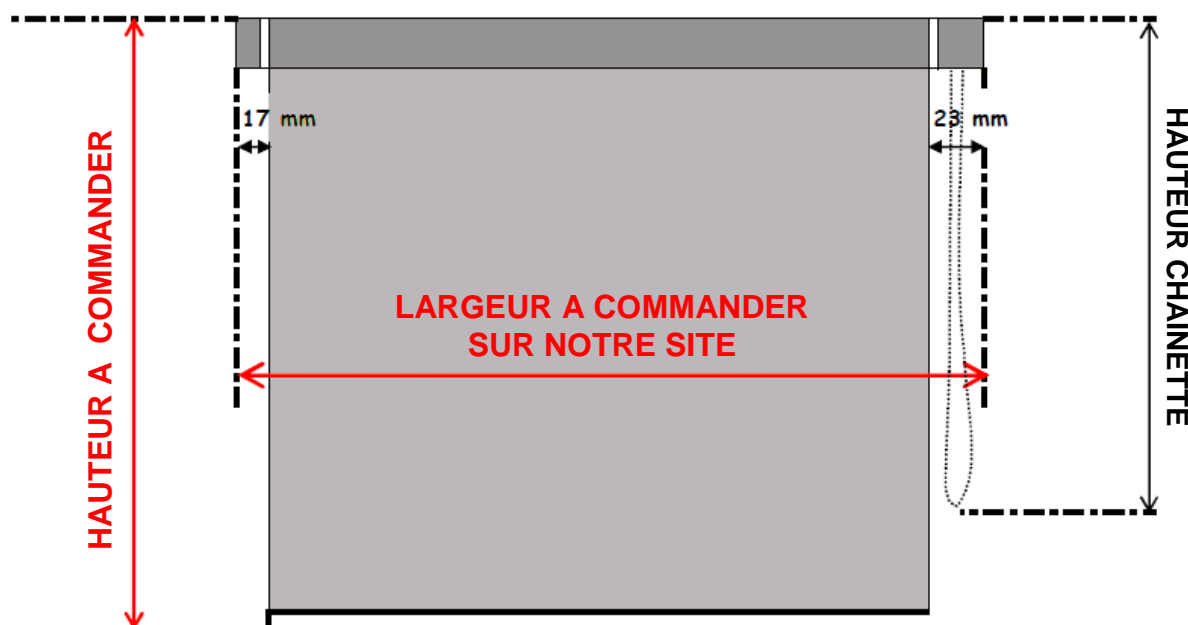 17 mm
23 mm
HAUTEUR A COMMANDER
LARGEUR A COMMANDER
SUR NOTRE SITE
HAUTEUR CHAINETTE